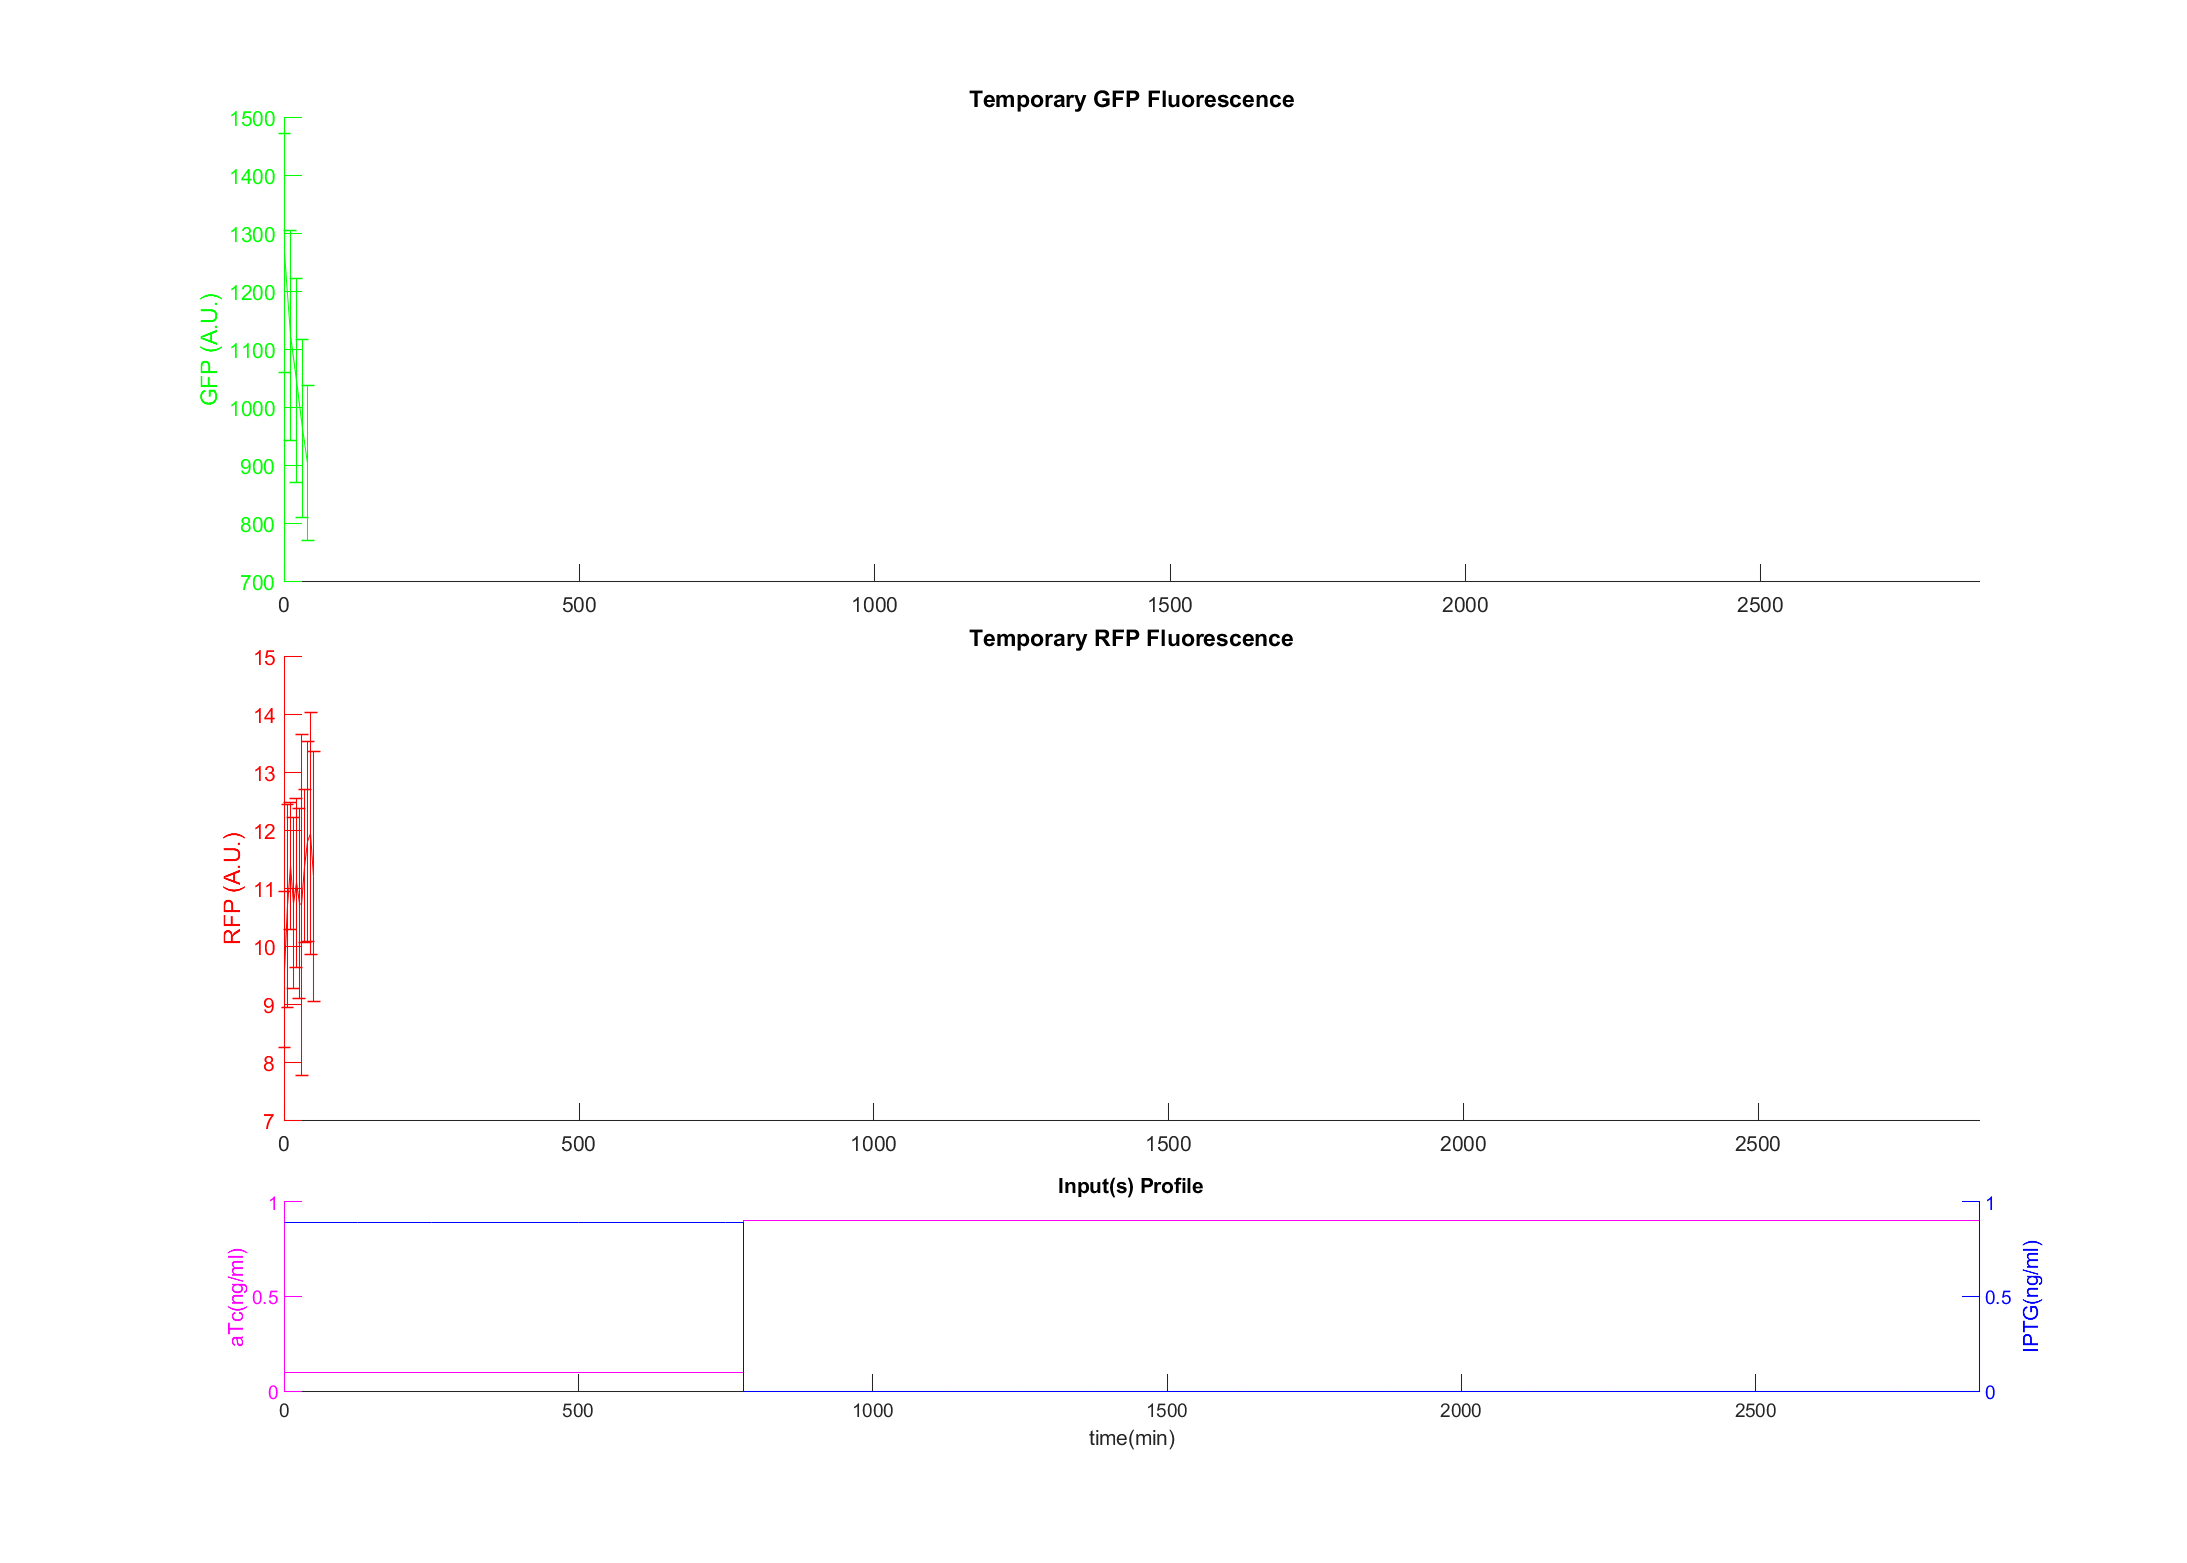 Temporary GFP Fluorescence
GFP (A.U.)
1500
1400
1300
1200
1100
1000
900
800
700
0 500 1000 1500 2000 2500
Temporary RFP Fluorescence
RFP (A.U.)
15
14
13
12
11
10
9
8
7
0 500 1000 1500 2000 2500
Input(s) Profile
aTc(ng/ml)
1
0.5
0
IPTG(ng/ml)
1
0.5
0
0 500 1000 1500 2000 2500
time(min)